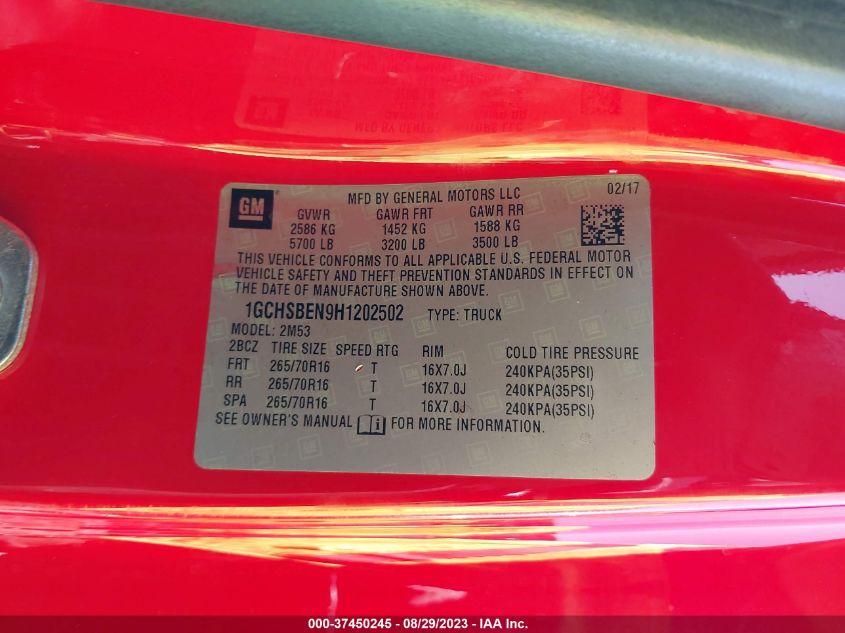 GM
MFD BY GENERAL MOTORS LLC 02/17
GVWR GAWR FRT GAWR RR
2586 KG 1452 KG 1588 KG
5700 LB 3200 LB 3500 LB
THIS VEHICLE CONFORMS TO ALL APPLICABLE U.S. FEDERAL MOTOR
VEHICLE SAFETY AND THEFT PREVENTION STANDARDS IN EFFECT ON
THE DATE OF MANUFACTURE SHOWN ABOVE.
1GCHSBEN9H1202502 TYPE: TRUCK
MODEL: 2M53
2BCZ TIRE SIZE SPEED RTG RIM COLD TIRE PRESSURE
FRT 265/70R16 T 16X7.0J 240KPA(35PSI)
RR 265/70R16 T 16X7.0J 240KPA(35PSI)
SPA 265/70R16 T 16X7.0J 240KPA(35PSI)
SEE OWNER'S MANUAL FOR MORE INFORMATION.
000-37450245 - 08/29/2023 - IAA Inc.